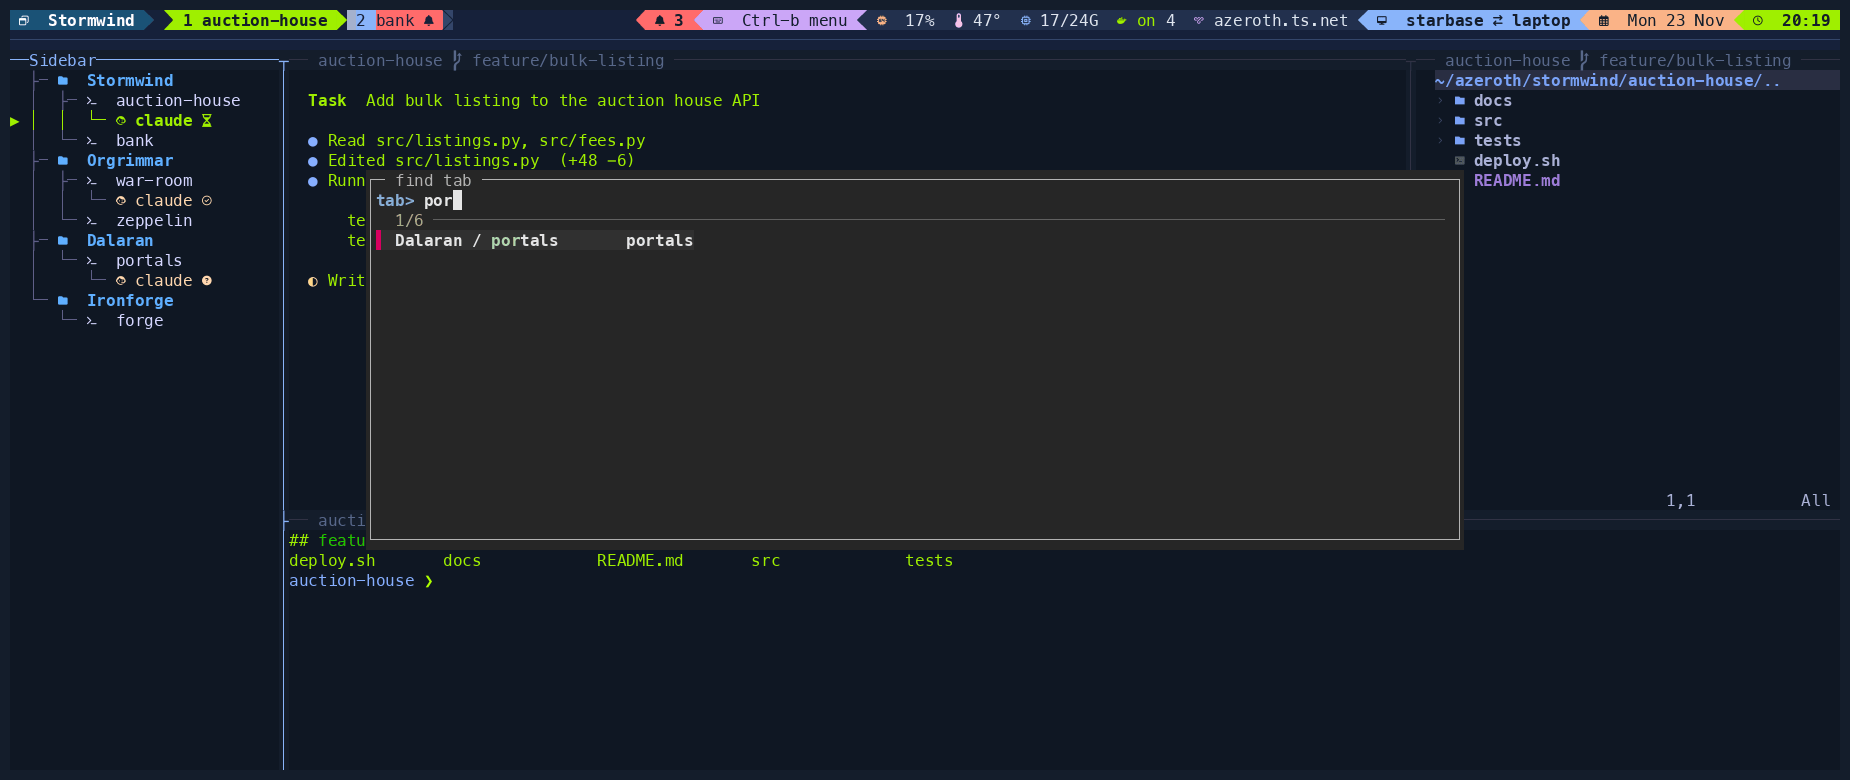 Stormwind 1 auction-house 2 bank 3 Ctrl-b menu 17% 47° 17/24G on 4 azeroth.ts.net starbase ⇄ laptop Mon 23 Nov 20:19
Sidebar
auction-house feature/bulk-listing
auction-house feature/bulk-listing
Stormwind
auction-house
claude
bank
Orgrimmar
war-room
claude
zeppelin
Dalaran
portals
claude
Ironforge
forge
Task Add bulk listing to the auction house API
● Read src/listings.py, src/fees.py
● Edited src/listings.py (+48 −6)
● Runn
te
te
◐ Writ
~/azeroth/stormwind/auction-house/..
› docs
› src
› tests
deploy.sh
README.md
find tab
tab> por
1/6
Dalaran / portals portals
1,1 All
aucti
## featu
deploy.sh docs README.md src tests
auction-house ❯